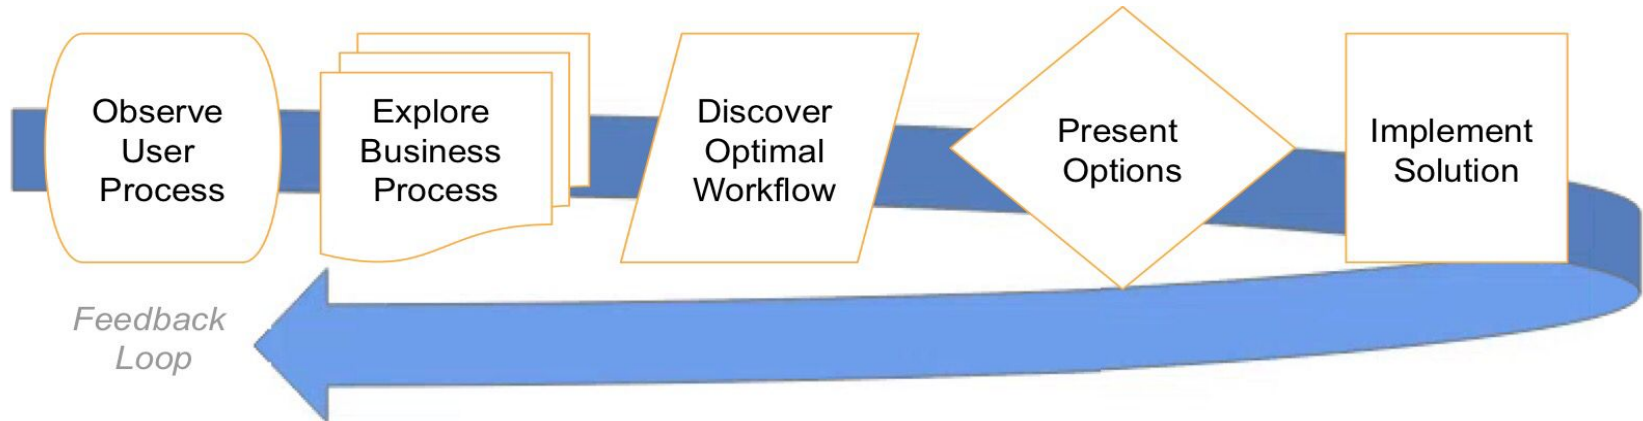 Observe
User
Process
Explore
Business
Process
Discover
Optimal
Workflow
Present
Options
Implement
Solution
Feedback
Loop